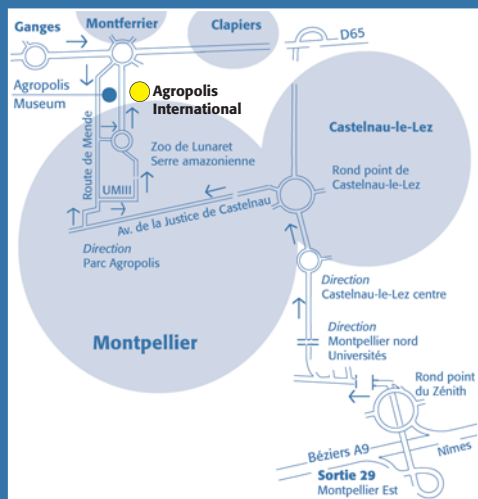 Montferrier
Ganges
Clapiers
D65
Agropolis
Museum
Agropolis
International
Castelnau-le-Lez
Route de Mende
Zoo de Lunaret
Serre amazonienne
Rond point de
Castelnau-le-Lez
UMIII
Av. de la Justice de Castelnau
Direction
Parc Agropolis
Direction
Castelnau-le-Lez centre
Direction
Montpellier nord
Universités
Montpellier
Rond point
du Zénith
Béziers A9
Nîmes
Sortie 29
Montpellier Est